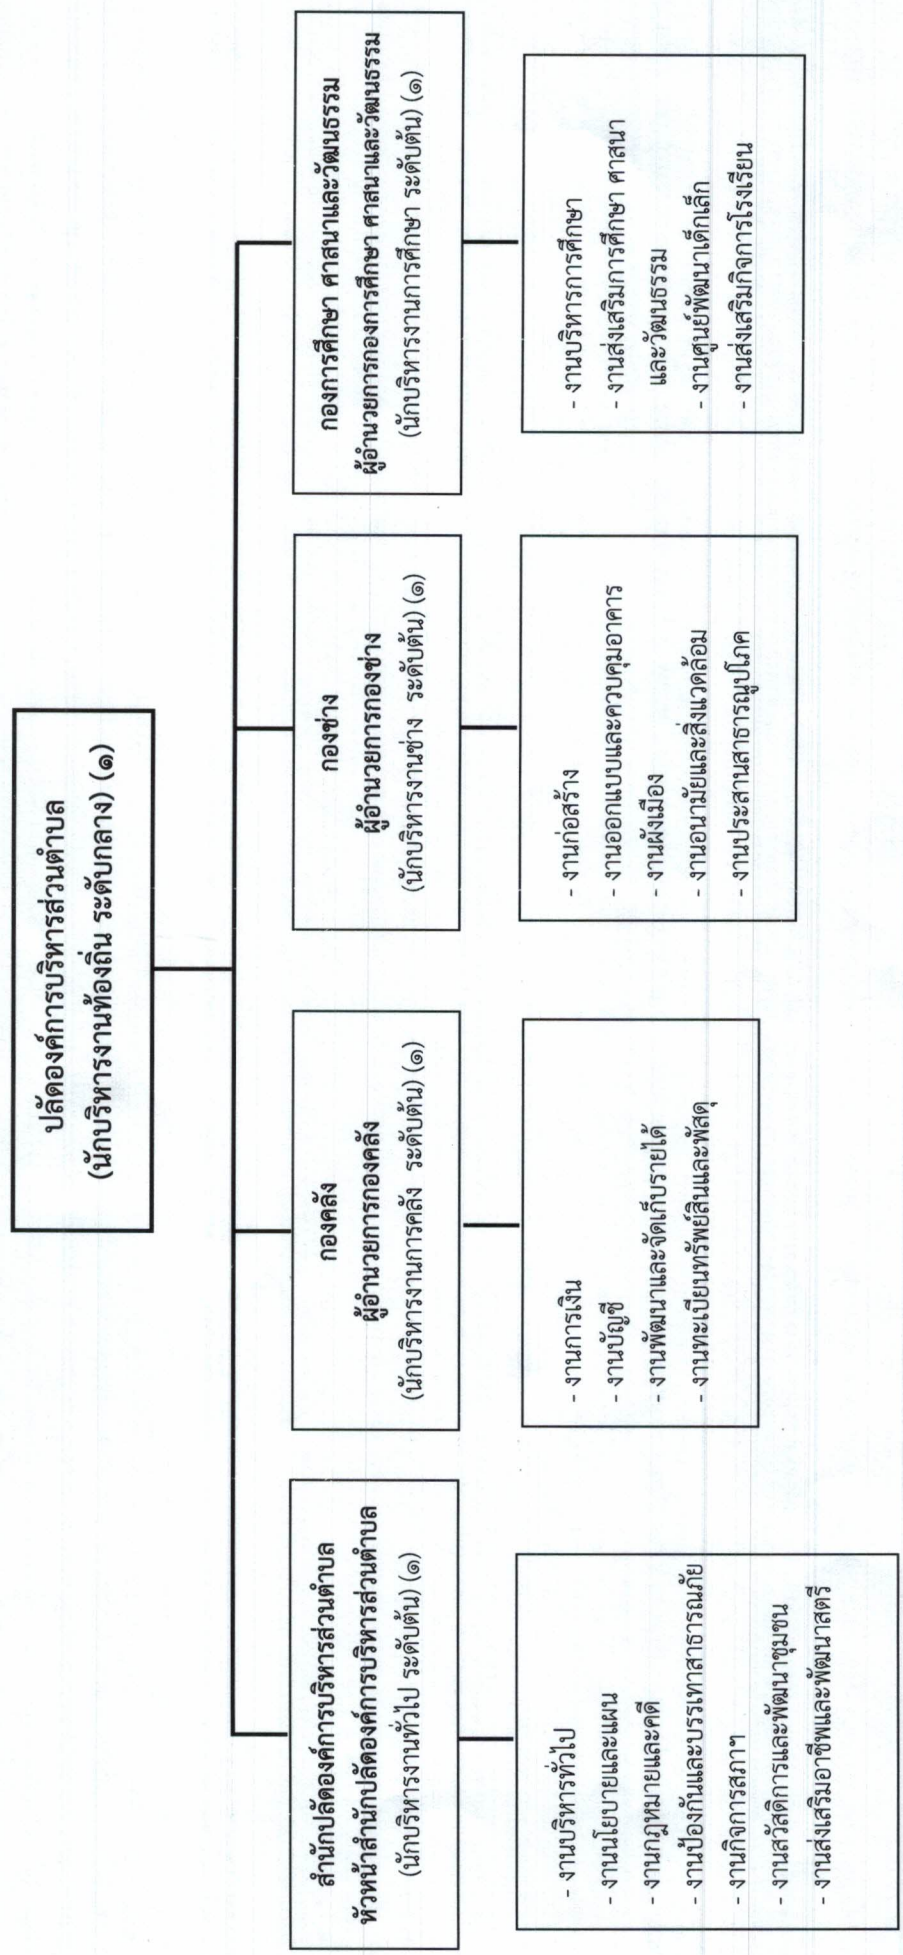 ปลัดองค์การบริหารส่วนตำบล
(นักบริหารงานท้องถิ่น ระดับกลาง) (๑)
สำนักปลัดองค์การบริหารส่วนตำบล
หัวหน้าสำนักปลัดองค์การบริหารส่วนตำบล
(นักบริหารงานทั่วไป ระดับต้น) (๑)
- งานบริหารทั่วไป
- งานนโยบายและแผน
- งานกฎหมายและคดี
- งานป้องกันและบรรเทาสาธารณภัย
- งานกิจการสภาฯ
- งานสวัสดิการและพัฒนาชุมชน
- งานส่งเสริมอาชีพและพัฒนาสตรี
กองคลัง
ผู้อำนวยการกองคลัง
(นักบริหารงานการคลัง ระดับต้น) (๑)
- งานการเงิน
- งานบัญชี
- งานพัฒนาและจัดเก็บรายได้
- งานทะเบียนทรัพย์สินและพัสดุ
กองช่าง
ผู้อำนวยการกองช่าง
(นักบริหารงานช่าง ระดับต้น) (๑)
- งานก่อสร้าง
- งานออกแบบและควบคุมอาคาร
- งานผังเมือง
- งานอนามัยและสิ่งแวดล้อม
- งานประสานสาธารณูปโภค
กองการศึกษา ศาสนาและวัฒนธรรม
ผู้อำนวยการกองการศึกษา ศาสนาและวัฒนธรรม
(นักบริหารงานการศึกษา ระดับต้น) (๑)
- งานบริหารการศึกษา
- งานส่งเสริมการศึกษา ศาสนา
และวัฒนธรรม
- งานศูนย์พัฒนาเด็กเล็ก
- งานส่งเสริมกิจการโรงเรียน